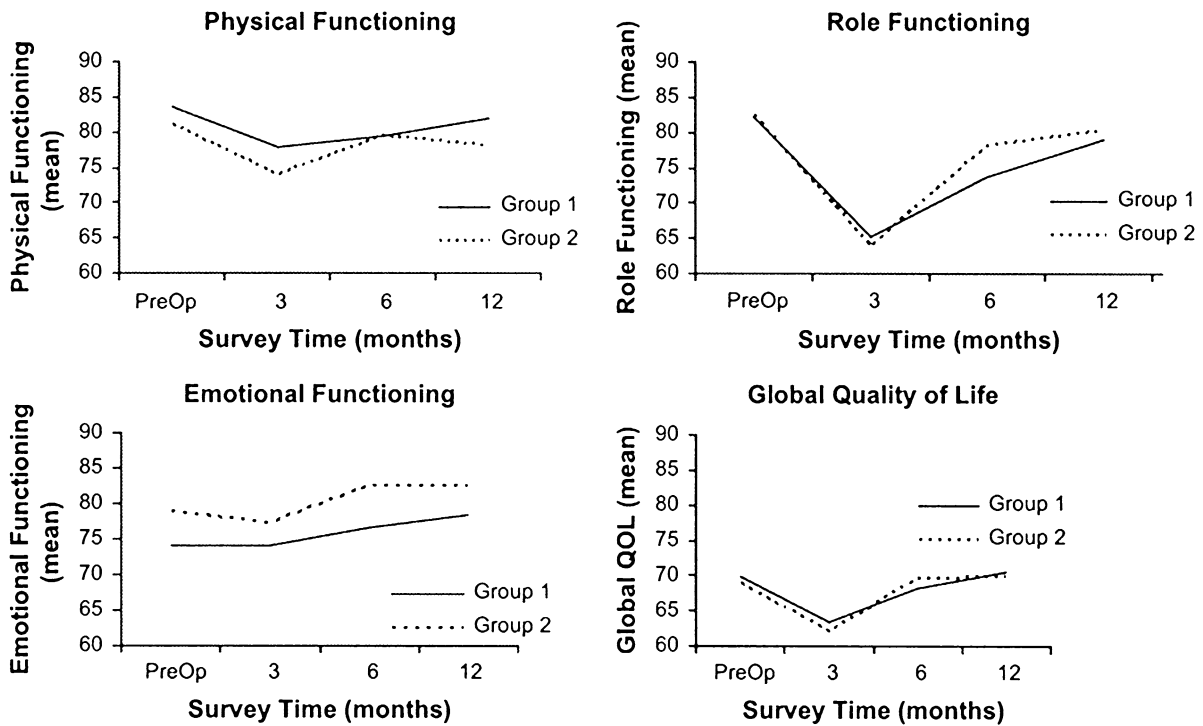 Physical Functioning
Physical Functioning
(mean)
90
85
80
75
70
65
60
Group 1
Group 2
PreOp 3 6 12
Survey Time (months)
Role Functioning
Role Functioning (mean)
90
85
80
75
70
65
60
Group 1
Group 2
PreOp 3 6 12
Survey Time (months)
Emotional Functioning
Emotional Functioning
(mean)
90
85
80
75
70
65
60
Group 1
Group 2
PreOp 3 6 12
Survey Time (months)
Global Quality of Life
Global QOL (mean)
90
85
80
75
70
65
60
Group 1
Group 2
PreOp 3 6 12
Survey Time (months)